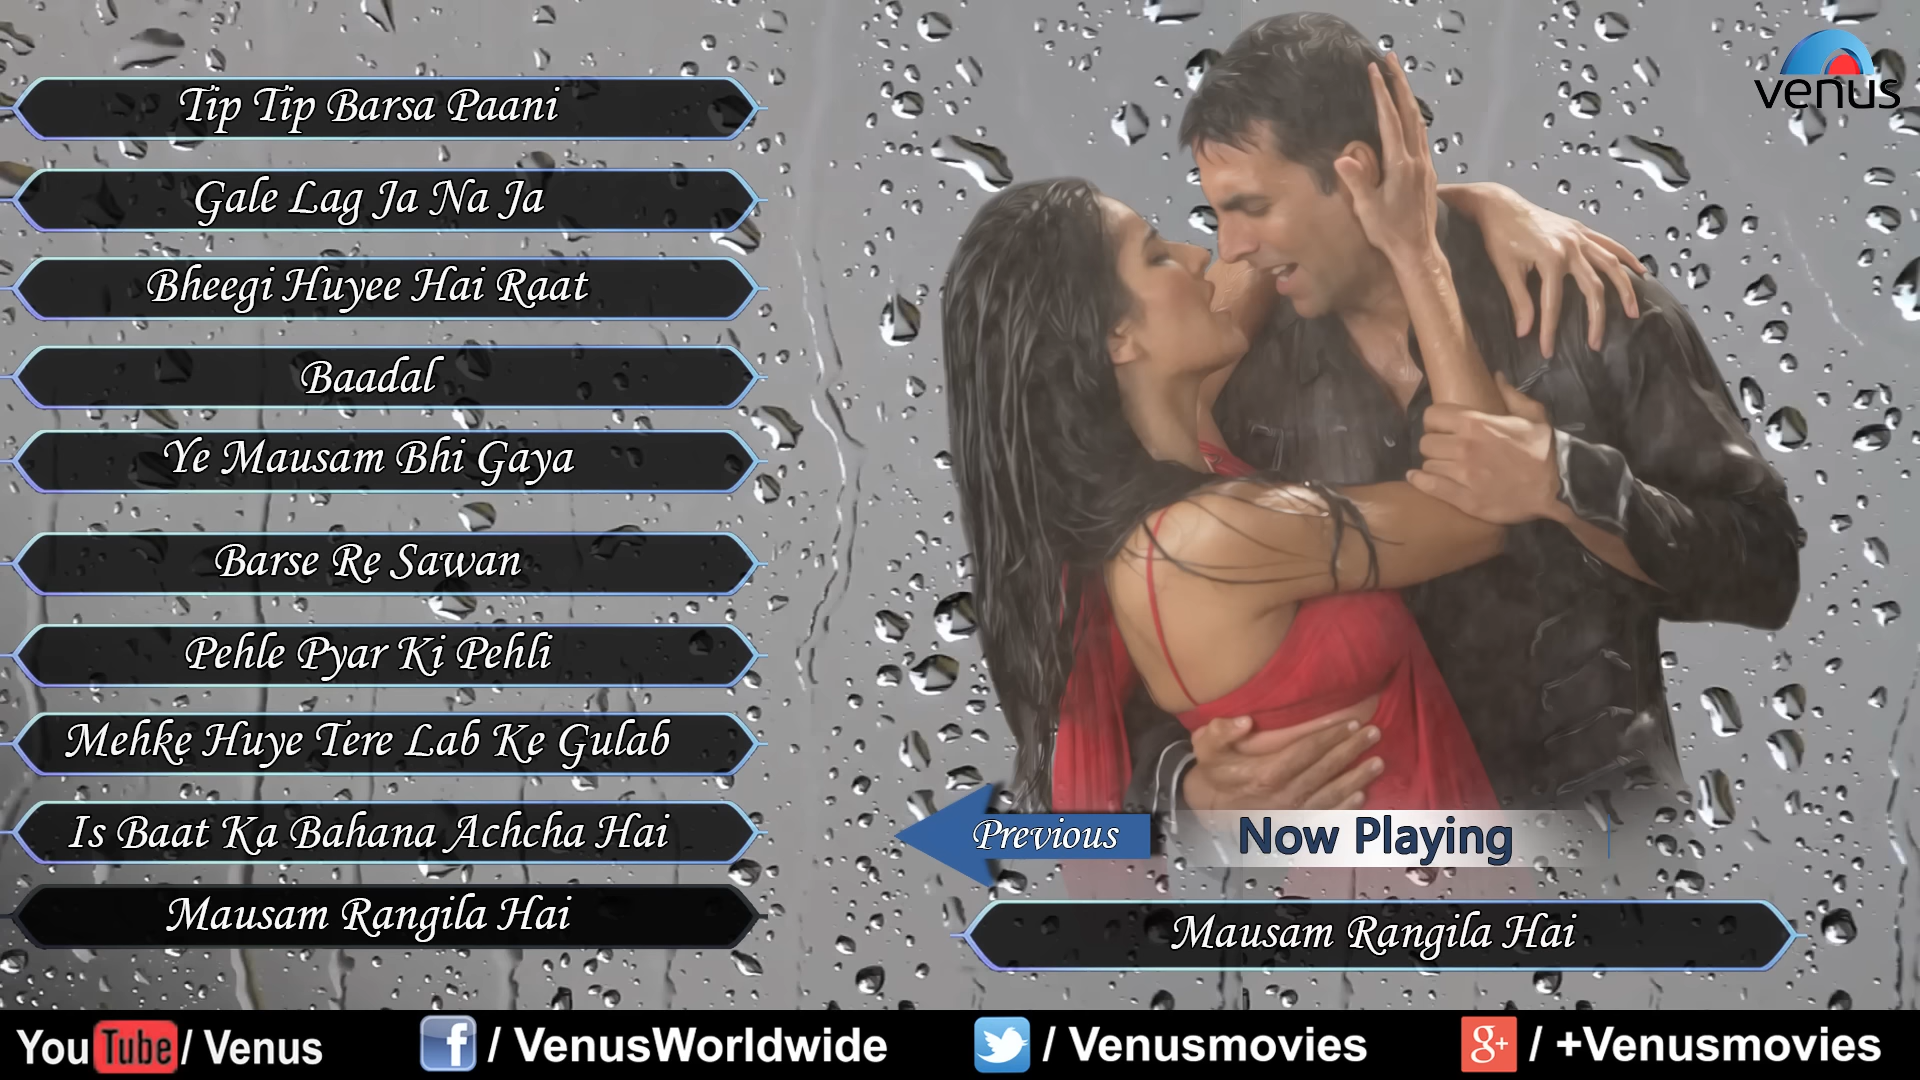 venus
Tip Tip Barsa Paani
Gale Lag Ja Na Ja
Bheegi Huyee Hai Raat
Baadal
Ye Mausam Bhi Gaya
Barse Re Sawan
Pehle Pyar Ki Pehli
Mehke Huye Tere Lab Ke Gulab
Is Baat Ka Bahana Achcha Hai
Mausam Rangila Hai
Previous
Now Playing
Mausam Rangila Hai
YouTube / Venus
f / VenusWorldwide
/ Venusmovies
g+ / +Venusmovies